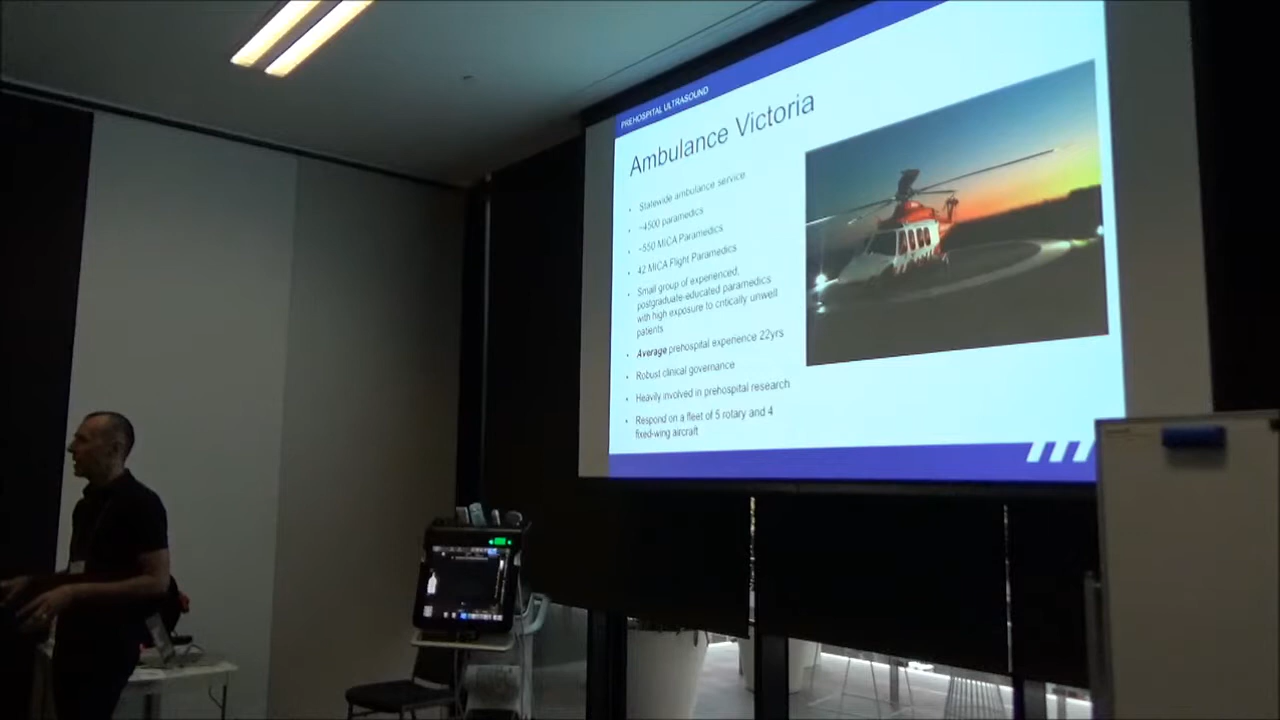 PREHOSPITAL ULTRASOUND
Ambulance Victoria
• Statewide ambulance service
• ~4500 paramedics
• ~550 MICA Paramedics
• 42 MICA Flight Paramedics
• Small group of experienced,
postgraduate-educated paramedics
with high exposure to critically unwell
patients
• Average prehospital experience 22yrs
• Robust clinical governance
• Heavily involved in prehospital research
• Respond on a fleet of 5 rotary and 4
fixed-wing aircraft